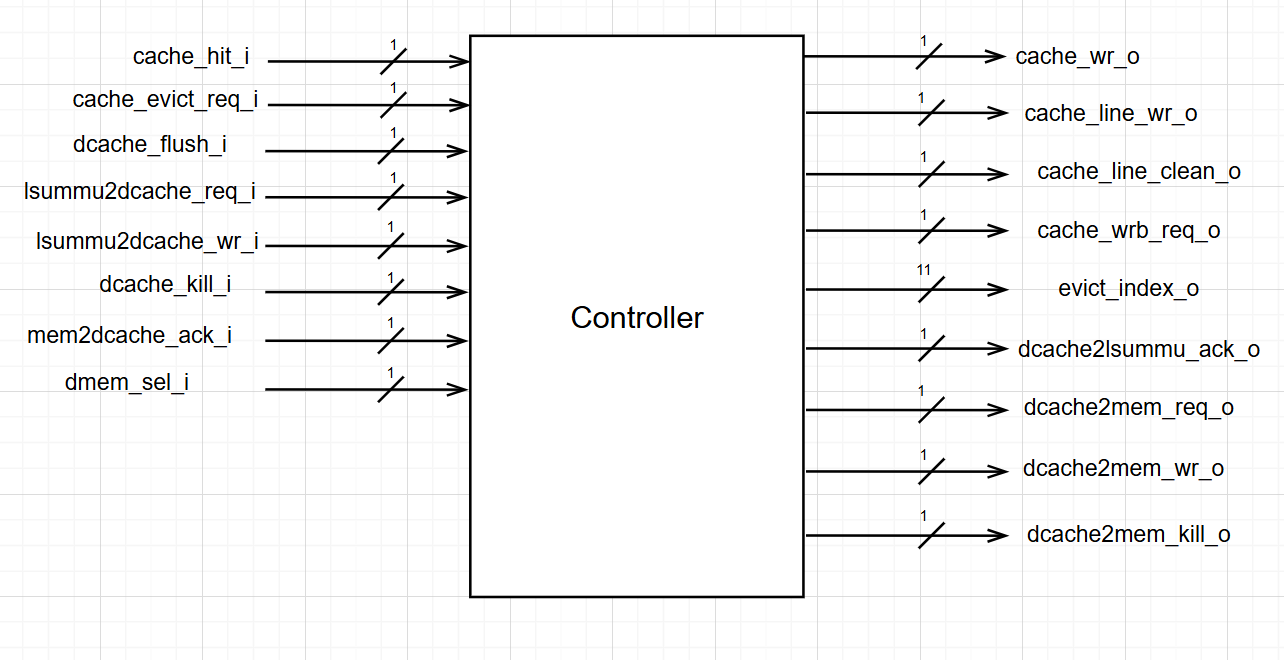 cache_hit_i
1
cache_evict_req_i
1
dcache_flush_i
1
lsummu2dcache_req_i
1
lsummu2dcache_wr_i
1
dcache_kill_i
1
mem2dcache_ack_i
1
dmem_sel_i
1
Controller
1
cache_wr_o
1
cache_line_wr_o
1
cache_line_clean_o
1
cache_wrb_req_o
11
evict_index_o
1
dcache2lsummu_ack_o
1
dcache2mem_req_o
1
dcache2mem_wr_o
1
dcache2mem_kill_o